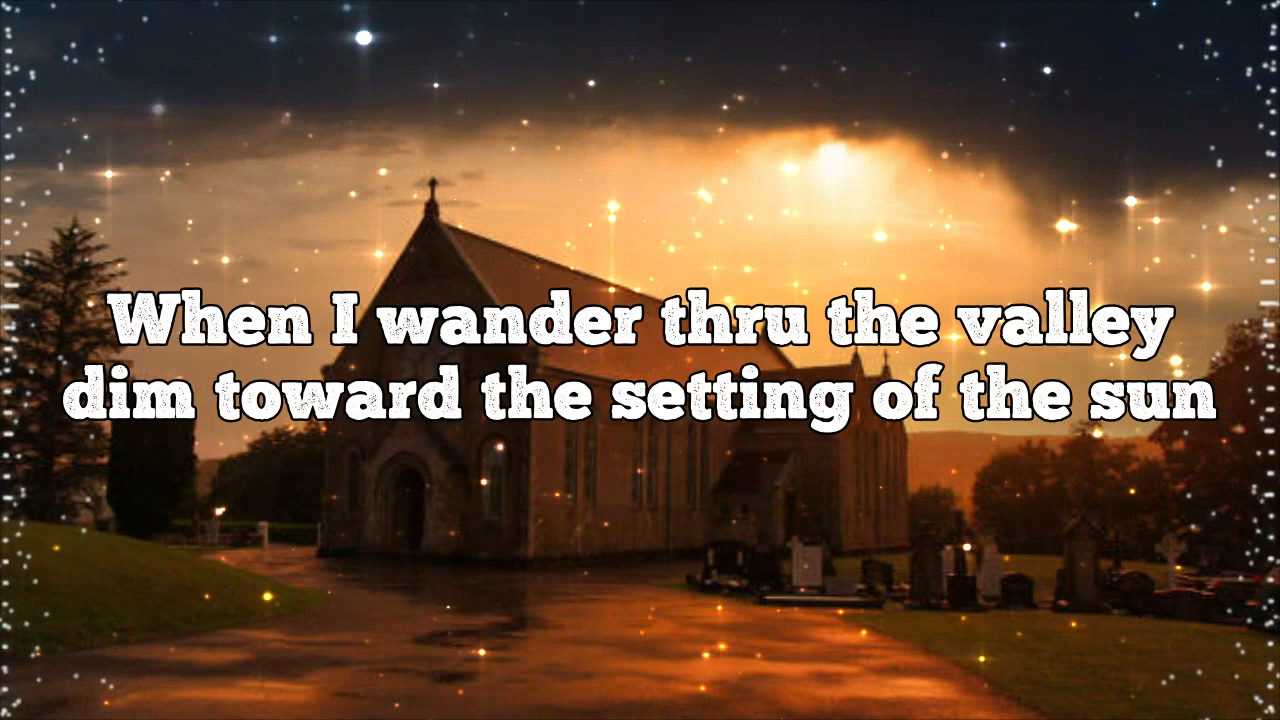 When I wander thru the valley
dim toward the setting of the sun